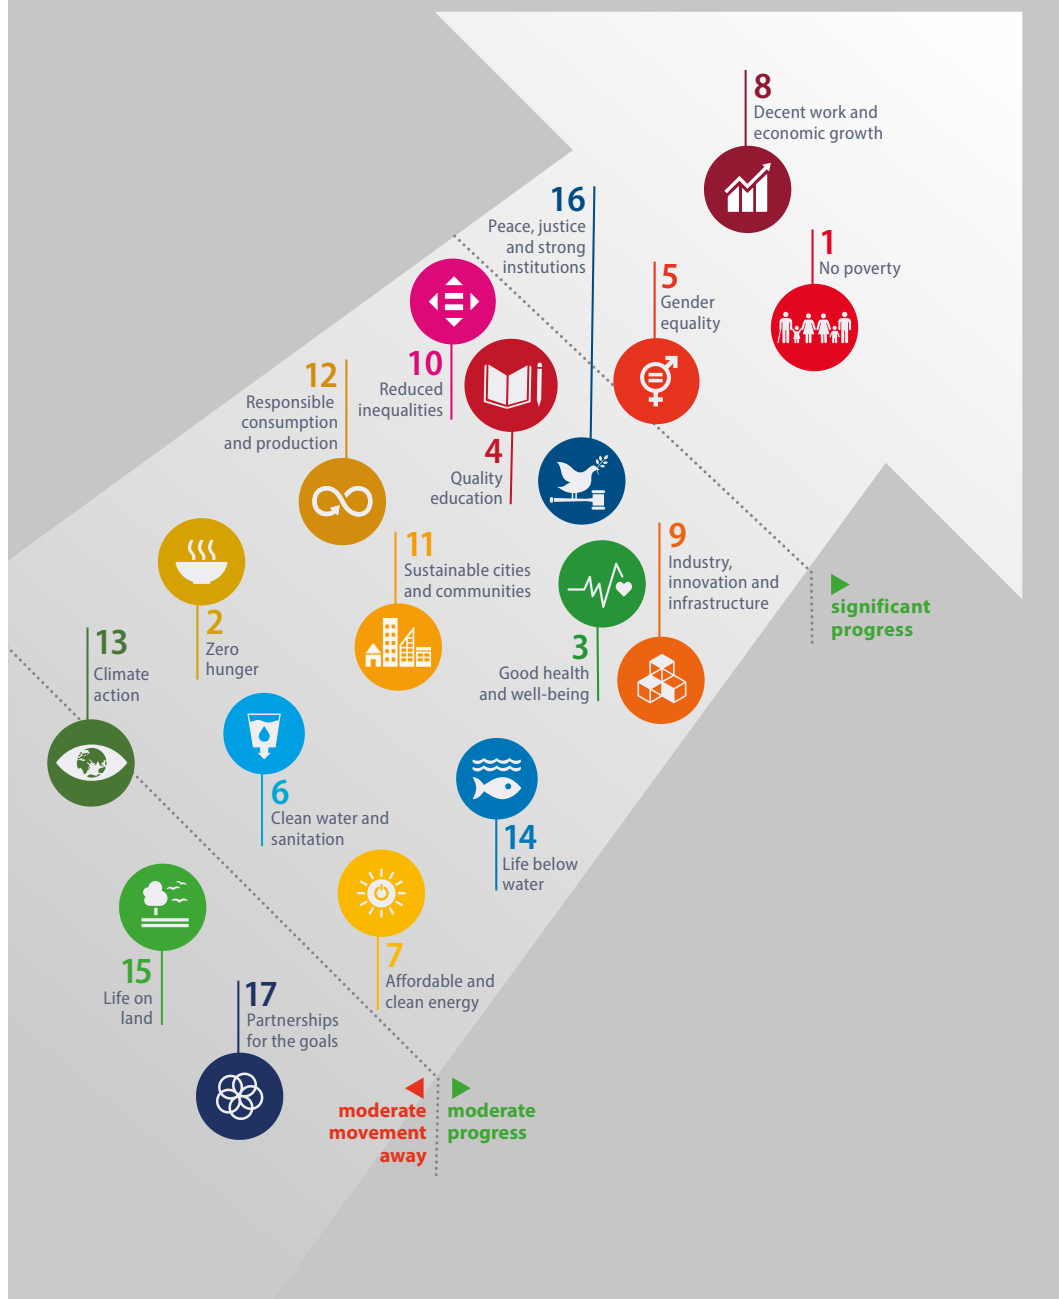 8
Decent work and
economic growth
16
Peace, justice
and strong
institutions
1
No poverty
5
Gender
equality
10
Reduced
inequalities
12
Responsible
consumption
and production
4
Quality
education
11
Sustainable cities
and communities
9
Industry,
innovation and
infrastructure
significant
progress
2
Zero
hunger
13
Climate
action
3
Good health
and well-being
6
Clean water and
sanitation
14
Life below
water
7
Affordable and
clean energy
15
Life on
land
17
Partnerships
for the goals
moderate
movement
away
moderate
progress